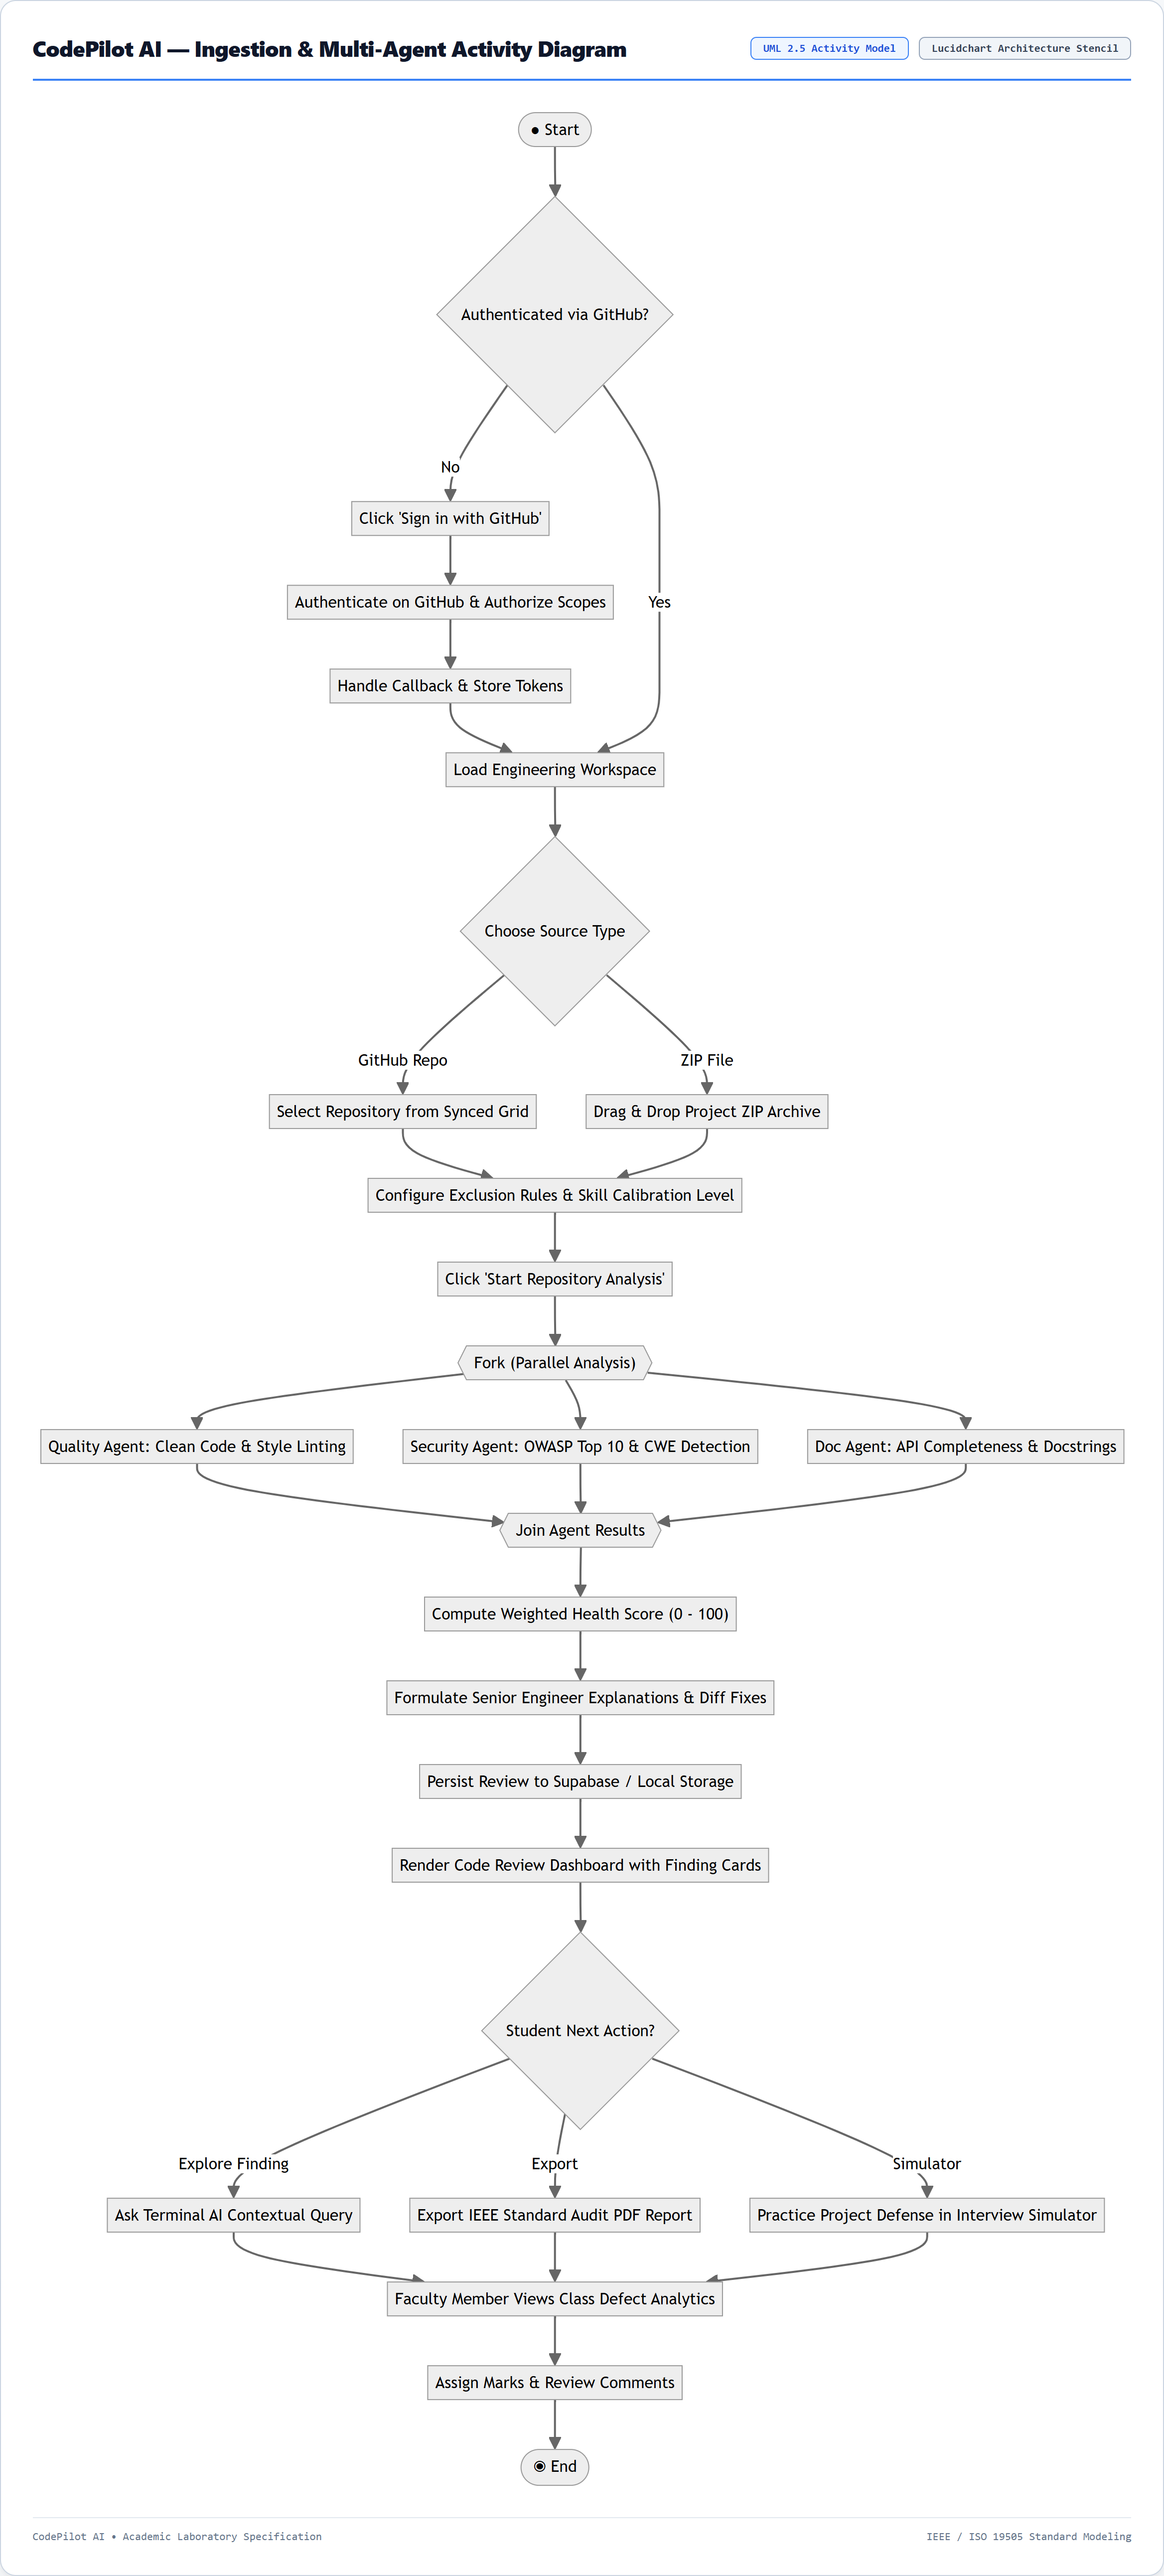 CodePilot AI — Ingestion & Multi-Agent Activity Diagram
UML 2.5 Activity Model
Lucidchart Architecture Stencil
● Start
Authenticated via GitHub?
No
Click 'Sign in with GitHub'
Authenticate on GitHub & Authorize Scopes
Yes
Handle Callback & Store Tokens
Load Engineering Workspace
Choose Source Type
GitHub Repo
ZIP File
Select Repository from Synced Grid
Drag & Drop Project ZIP Archive
Configure Exclusion Rules & Skill Calibration Level
Click 'Start Repository Analysis'
Fork (Parallel Analysis)
Quality Agent: Clean Code & Style Linting
Security Agent: OWASP Top 10 & CWE Detection
Doc Agent: API Completeness & Docstrings
Join Agent Results
Compute Weighted Health Score (0 - 100)
Formulate Senior Engineer Explanations & Diff Fixes
Persist Review to Supabase / Local Storage
Render Code Review Dashboard with Finding Cards
Student Next Action?
Explore Finding
Export
Simulator
Ask Terminal AI Contextual Query
Export IEEE Standard Audit PDF Report
Practice Project Defense in Interview Simulator
Faculty Member Views Class Defect Analytics
Assign Marks & Review Comments
◉ End
CodePilot AI • Academic Laboratory Specification
IEEE / ISO 19505 Standard Modeling